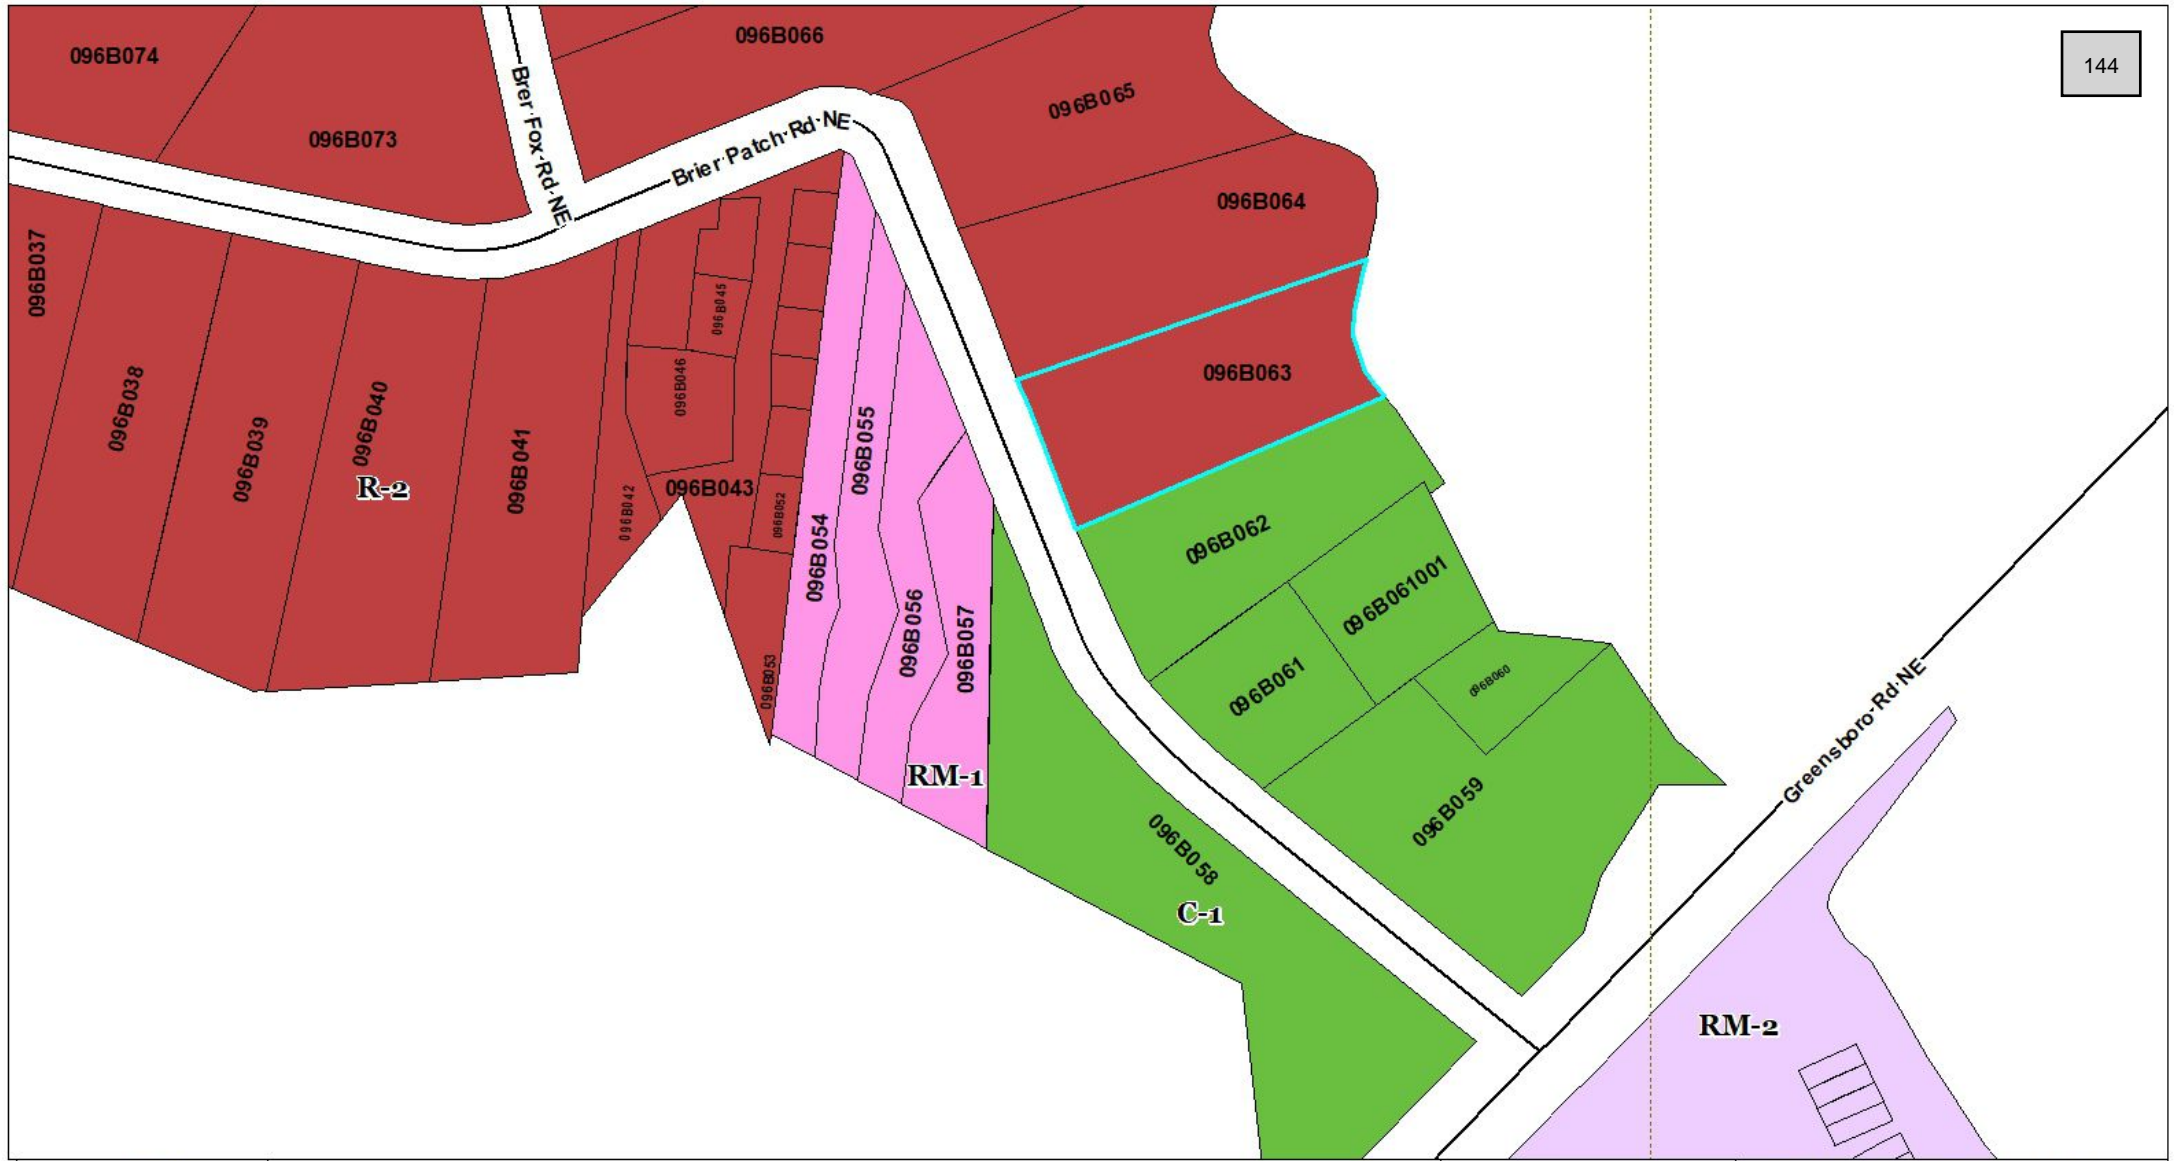 096B074
096B066
144
Brer Fox Rd NE
096B065
096B073
Brier Patch Rd NE
096B064
096B037
096B045
096B063
096B046
096B038
096B039
096B040
096B041
096B055
R-2
096B043
096B042
096B052
096B054
096B062
096B061001
096B056
096B057
096B053
096B061
096B060
Greensboro Rd NE
RM-1
096B059
096B058
C-1
RM-2